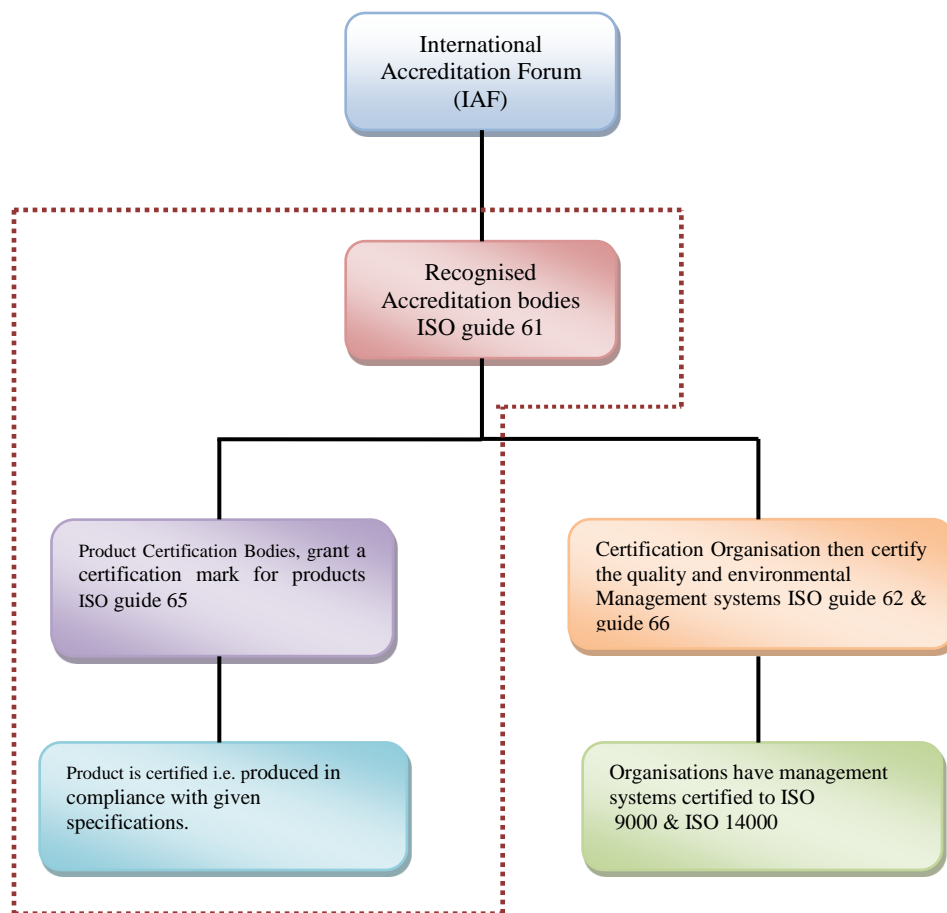 International
Accreditation Forum
(IAF)
Recognised
Accreditation bodies
ISO guide 61
Product Certification Bodies, grant a
certification mark for products
ISO guide 65
Certification Organisation then certify
the quality and environmental
Management systems ISO guide 62 &
guide 66
Product is certified i.e. produced in
compliance with given
specifications.
Organisations have management
systems certified to ISO
9000 & ISO 14000